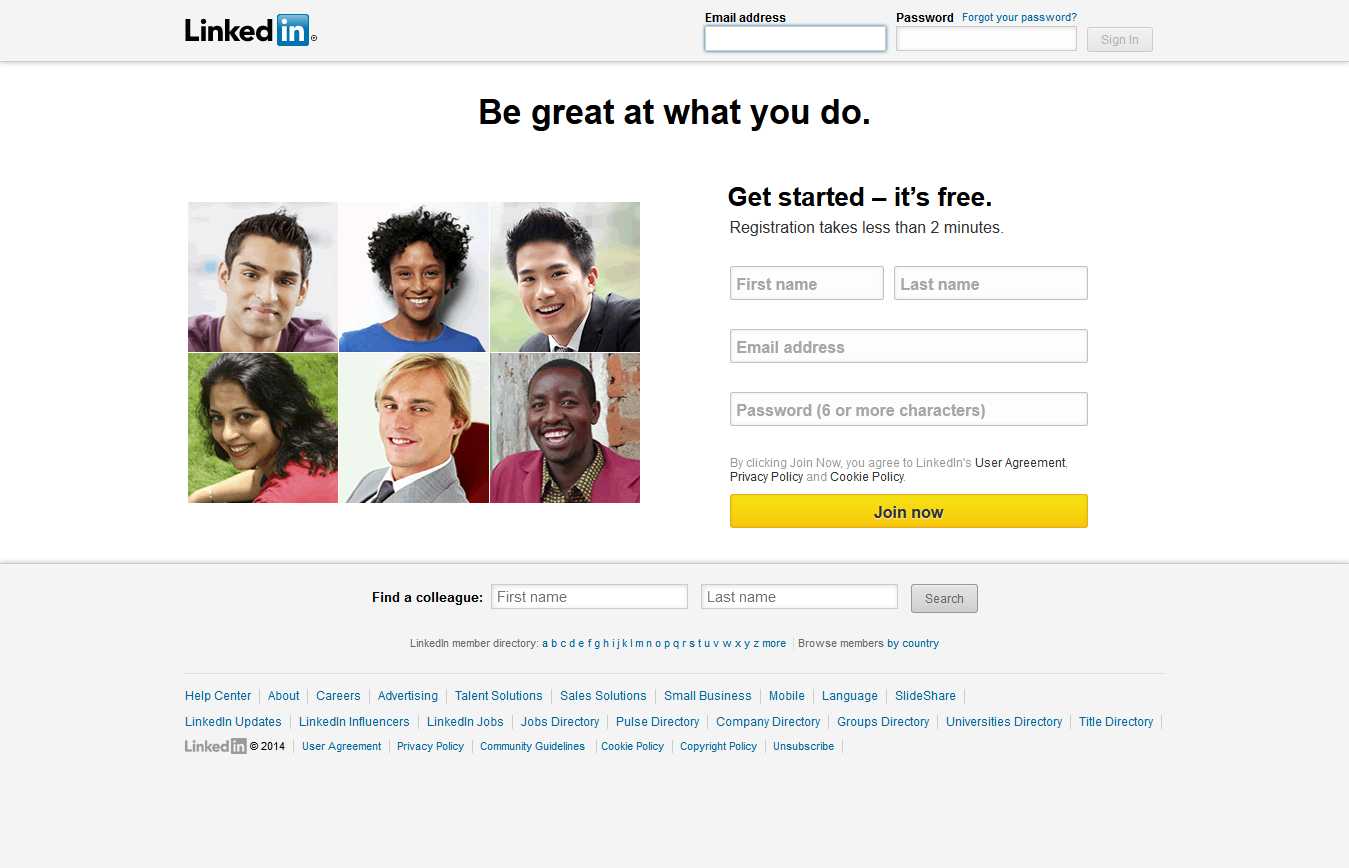 Linked in ®
Email address
Password Forgot your password?
Sign In
Be great at what you do.
Get started – it’s free.
Registration takes less than 2 minutes.
First name Last name
Email address
Password (6 or more characters)
By clicking Join Now, you agree to LinkedIn's User Agreement,
Privacy Policy and Cookie Policy.
Join now
Find a colleague: First name Last name Search
LinkedIn member directory: a b c d e f g h i j k l m n o p q r s t u v w x y z more Browse members by country
Help Center About Careers Advertising Talent Solutions Sales Solutions Small Business Mobile Language SlideShare
LinkedIn Updates LinkedIn Influencers LinkedIn Jobs Jobs Directory Pulse Directory Company Directory Groups Directory Universities Directory Title Directory
Linked in © 2014 User Agreement Privacy Policy Community Guidelines Cookie Policy Copyright Policy Unsubscribe